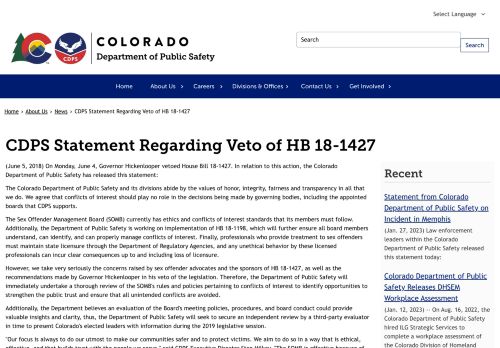 Select Language
COLORADO
Department of Public Safety
CDPS
Search
Search
Home
About Us
Careers
Divisions & Offices
Contact Us
Get Involved
Home › About Us › News › CDPS Statement Regarding Veto of HB 18-1427
CDPS Statement Regarding Veto of HB 18-1427
(June 5, 2018) On Monday, June 4, Governor Hickenlooper vetoed House Bill 18-1427. In relation to this action, the Colorado
Department of Public Safety has released this statement:
The Colorado Department of Public Safety and its divisions abide by the values of honor, integrity, fairness and transparency in all that
we do. We agree that conflicts of interest should play no role in the decisions being made by governing bodies, including the appointed
boards that CDPS supports.
The Sex Offender Management Board (SOMB) currently has ethics and conflicts of interest standards that its members must follow.
Additionally, the Department of Public Safety is working on implementation of HB 18-1198, which will further ensure all board members
understand, can identify, and can properly manage conflicts of interest. Finally, professionals who provide treatment to sex offenders
must maintain state licensure through the Department of Regulatory Agencies, and any unethical behavior by these licensed
professionals can incur clear consequences up to and including loss of licensure.
However, we take very seriously the concerns raised by sex offender advocates and the sponsors of HB 18-1427, as well as the
recommendations made by Governor Hickenlooper in his veto of the legislation. Therefore, the Department of Public Safety will
immediately undertake a thorough review of the SOMB's rules and policies pertaining to conflicts of interest to identify opportunities to
strengthen the public trust and ensure that all unintended conflicts are avoided.
Additionally, the Department believes an evaluation of the Board's meeting policies, procedures, and board conduct could provide
valuable insights and clarity, thus, the Department of Public Safety will seek to secure an independent review by a third-party evaluator
in time to present Colorado's elected leaders with information during the 2019 legislative session.
"Our focus is always to do our utmost to make our communities safer and to protect victims. We aim to do so in a way that is ethical,
Recent
Statement from Colorado
Department of Public Safety on
Incident in Memphis
(Jan. 27, 2023) Law enforcement
leaders within the Colorado
Department of Public Safety released
this statement today:
Colorado Department of Public
Safety Releases DHSEM
Workplace Assessment
(Jan. 12, 2023) -- On Aug. 16, 2022, the
Colorado Department of Public Safety
hired ILG Strategic Services to
complete a workplace assessment of
the Colorado Division of Homeland